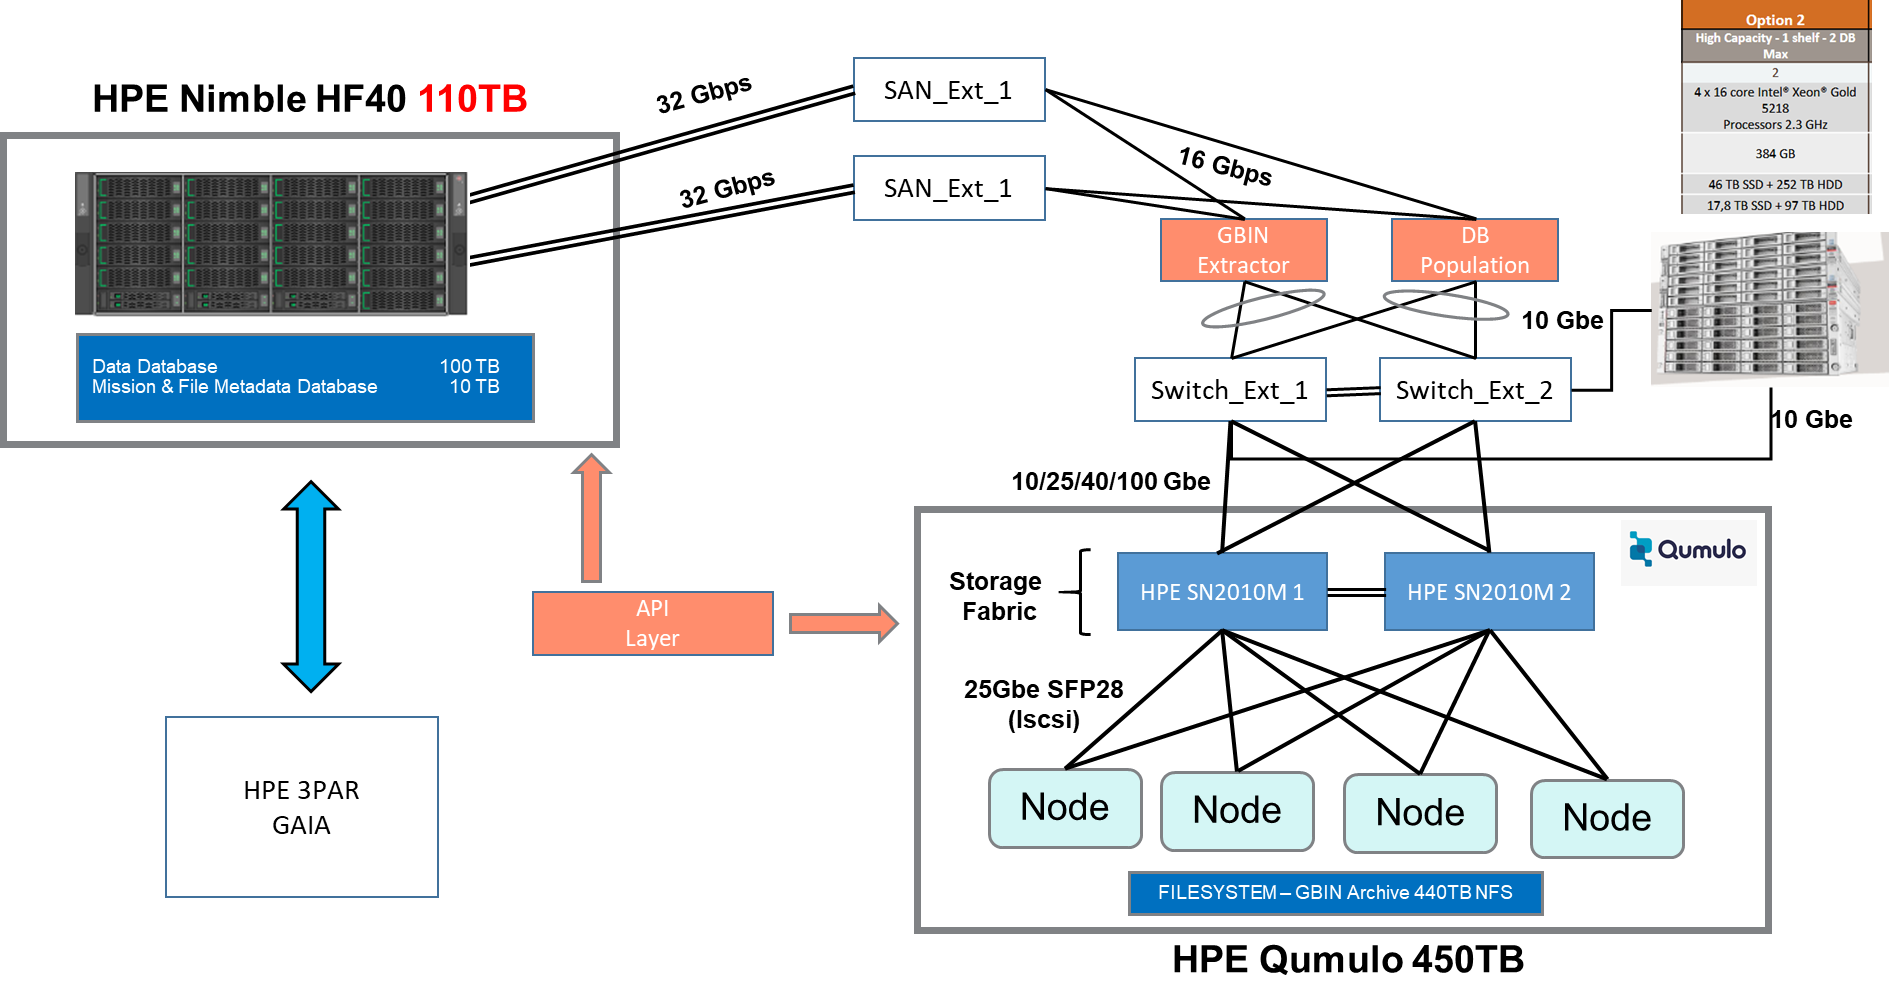 Option 2
High Capacity - 1 shelf - 2 DB
Max
2
4 x 16 core Intel® Xeon® Gold
5218
Processors 2.3 GHz
384 GB
46 TB SSD + 252 TB HDD
17,8 TB SSD + 97 TB HDD
HPE Nimble HF40 110TB
32 Gbps
SAN_Ext_1
32 Gbps
SAN_Ext_1
16 Gbps
GBIN
Extractor
DB
Population
10 Gbe
Data Database 100 TB
Mission & File Metadata Database 10 TB
Switch_Ext_1
Switch_Ext_2
10 Gbe
10/25/40/100 Gbe
Qumulo
Storage
Fabric
HPE SN2010M 1
HPE SN2010M 2
API
Layer
25Gbe SFP28
(Iscsi)
HPE 3PAR
GAIA
Node
Node
Node
Node
FILESYSTEM – GBIN Archive 440TB NFS
HPE Qumulo 450TB